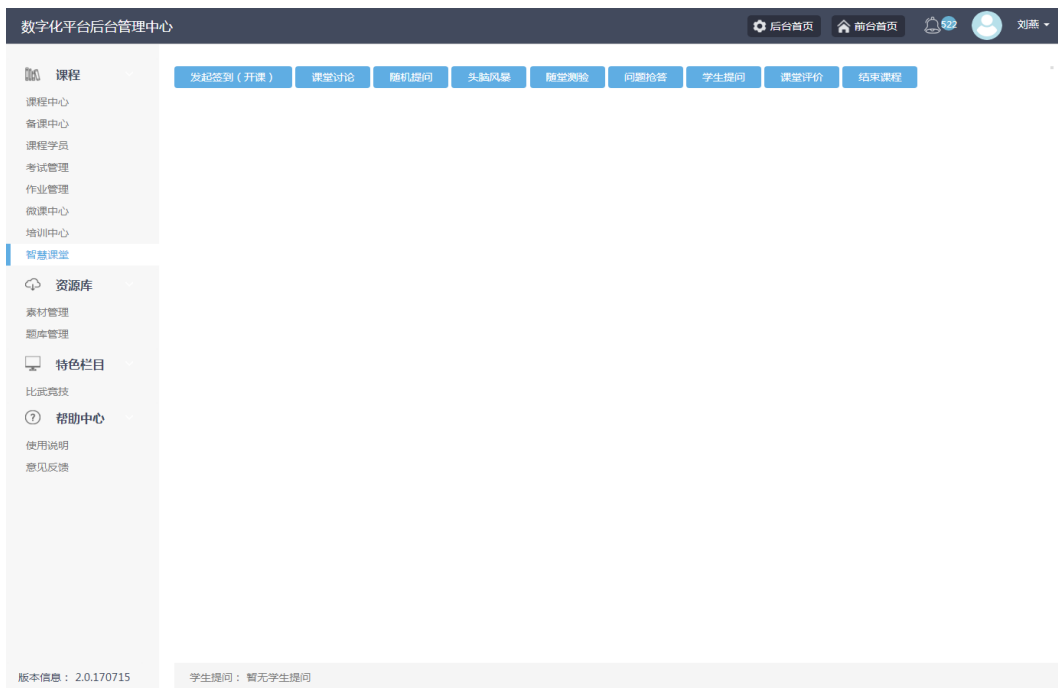 数字化平台后台管理中心
后台首页
前台首页
522
刘燕
课程
课程中心
备课中心
课程学员
考试管理
作业管理
微课中心
培训中心
智慧课堂
资源库
素材管理
题库管理
特色栏目
比武竞技
帮助中心
使用说明
意见反馈
版本信息： 2.0.170715
发起签到（开课） 课堂讨论 随机提问 头脑风暴 随堂测验 问题抢答 学生提问 课堂评价 结束课程
学生提问： 暂无学生提问